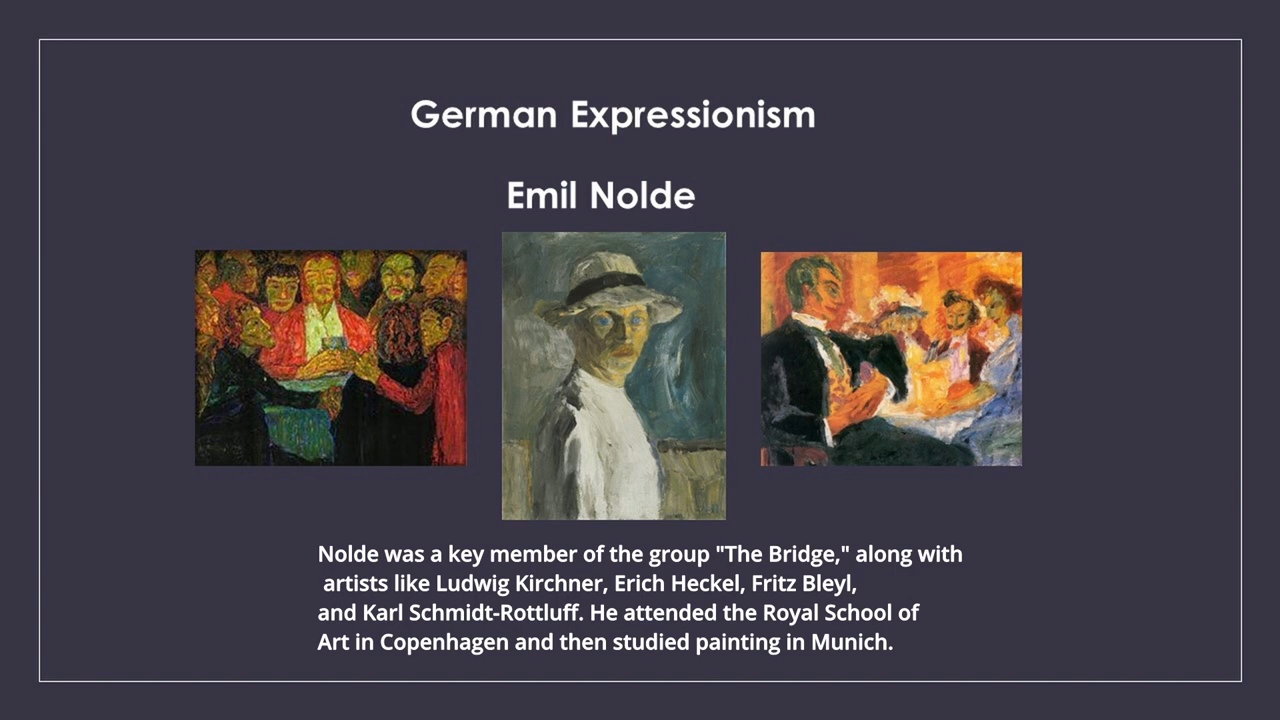 German Expressionism
Emil Nolde
Nolde was a key member of the group "The Bridge," along with
artists like Ludwig Kirchner, Erich Heckel, Fritz Bleyl,
and Karl Schmidt-Rottluff. He attended the Royal School of
Art in Copenhagen and then studied painting in Munich.